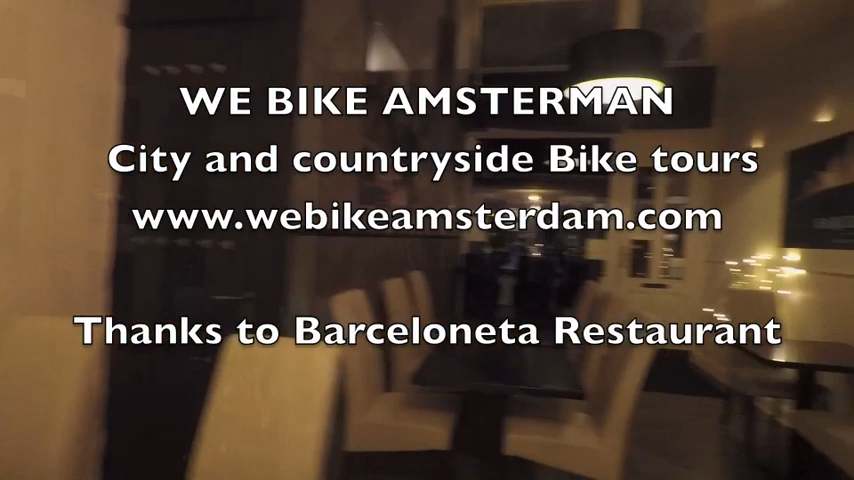 WE BIKE AMSTERMAN
City and countryside Bike tours
www.webikeamsterdam.com
Thanks to Barceloneta Restaurant